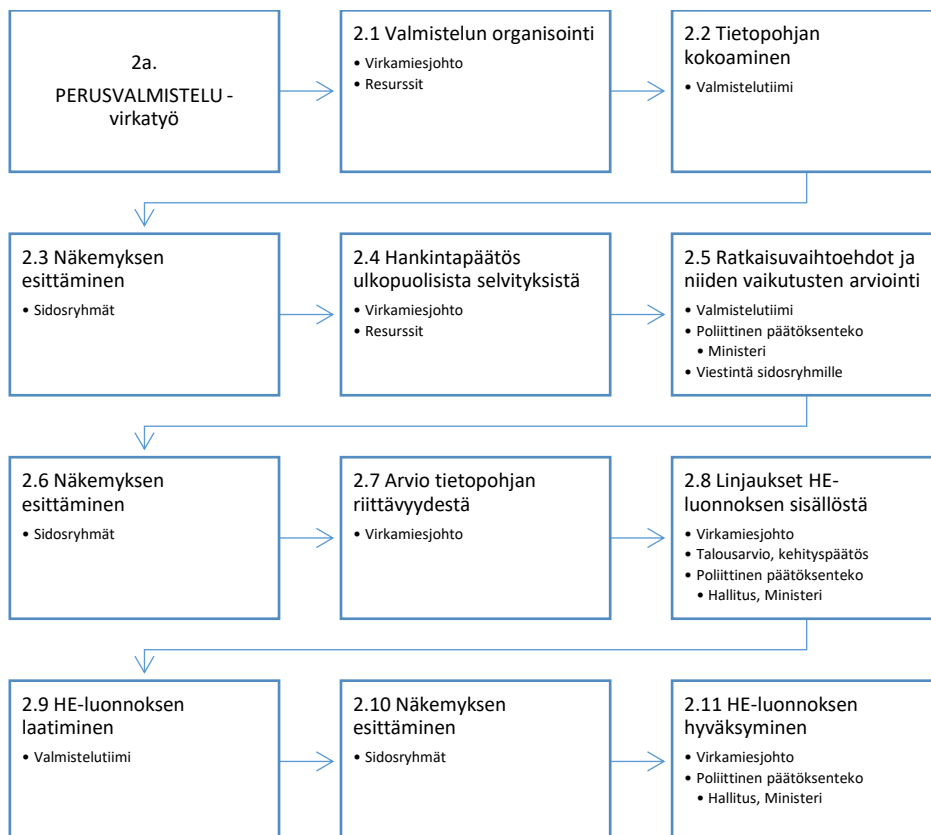 2a.
PERUSVALMISTELU -
virkatyö
2.1 Valmistelun organisointi
• Virkamiesjohto
• Resurssit
2.2 Tietopohjan
kokoaminen
• Valmistelutiimi
2.3 Näkemyksen
esittäminen
• Sidosryhmät
2.4 Hankintapäätös
ulkopuolisista selvityksistä
• Virkamiesjohto
• Resurssit
2.5 Ratkaisuvaihtoehdot ja
niiden vaikutusten arviointi
• Valmistelutiimi
• Poliittinen päätöksenteko
• Ministeri
• Viestintä sidosryhmille
2.6 Näkemyksen
esittäminen
• Sidosryhmät
2.7 Arvio tietopohjan
riittävyydestä
• Virkamiesjohto
2.8 Linjaukset HE-
luonnoksen sisällöstä
• Virkamiesjohto
• Talousarvio, kehityspäätös
• Poliittinen päätöksenteko
• Hallitus, Ministeri
2.9 HE-luonnoksen
laatiminen
• Valmistelutiimi
2.10 Näkemyksen
esittäminen
• Sidosryhmät
2.11 HE-luonnoksen
hyväksyminen
• Virkamiesjohto
• Poliittinen päätöksenteko
• Hallitus, Ministeri